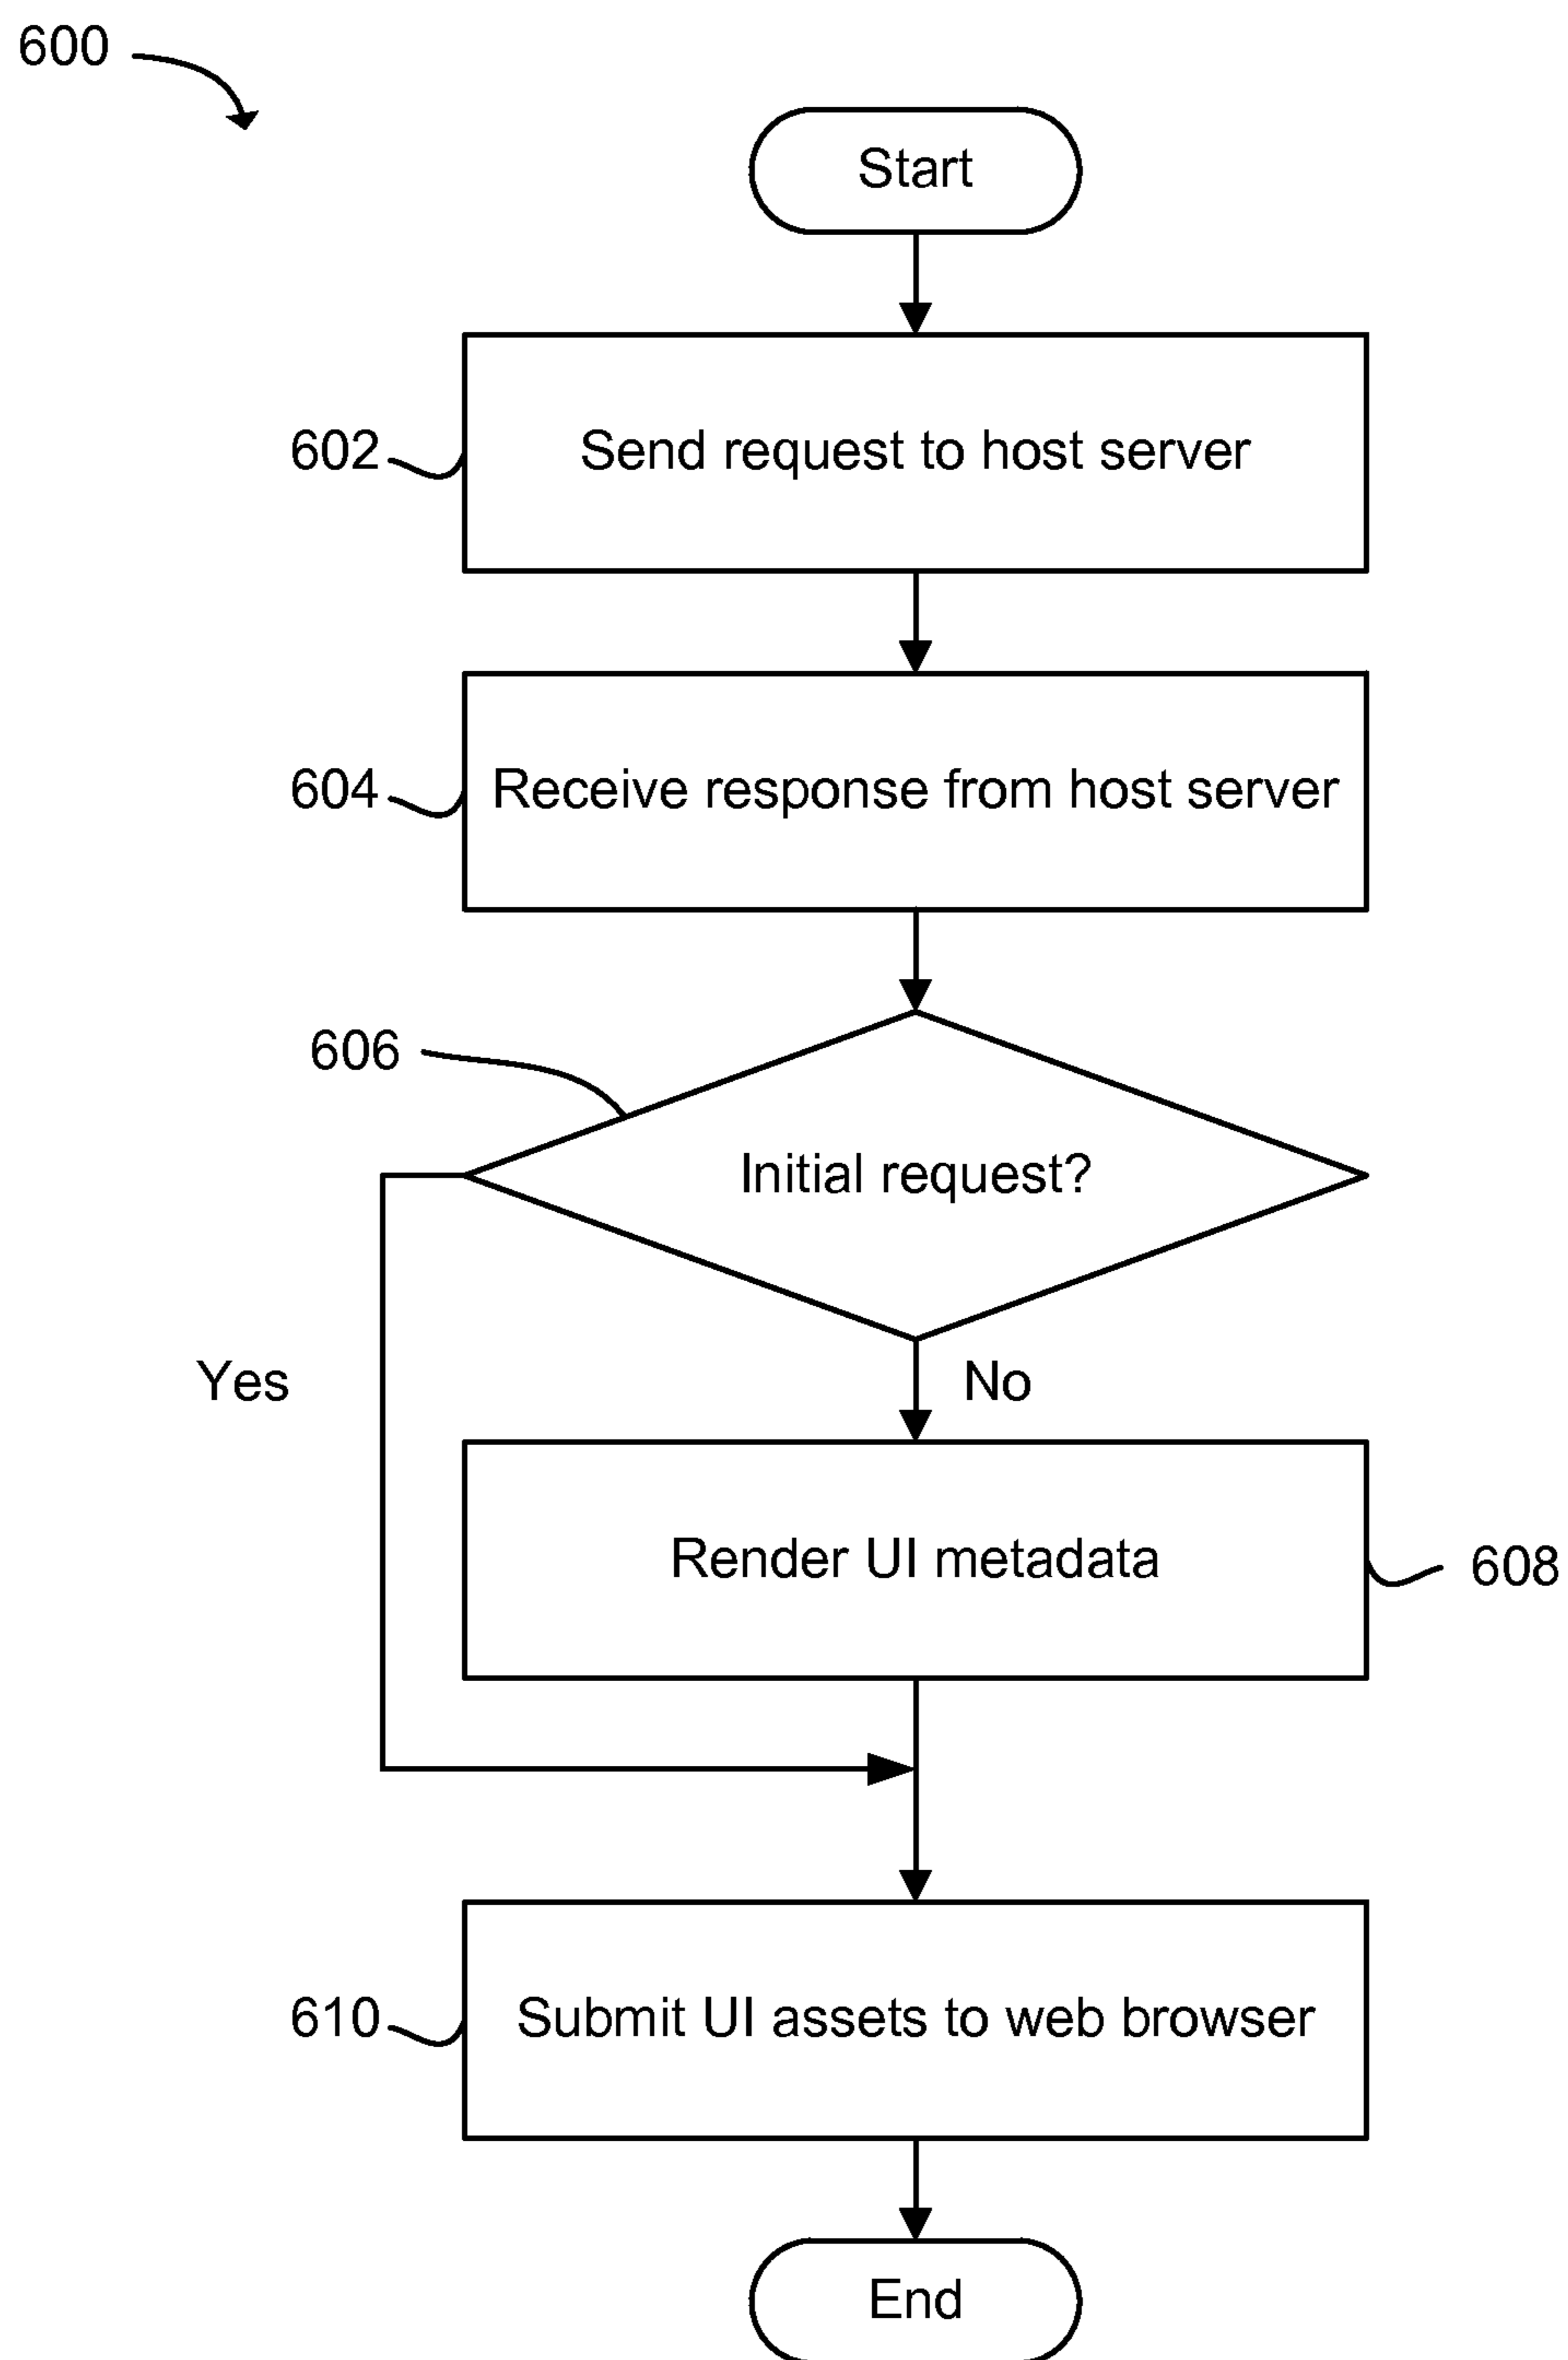 600
Start
602
Send request to host server
604
Receive response from host server
606
Initial request?
Yes
No
Render UI metadata
608
610
Submit UI assets to web browser
End